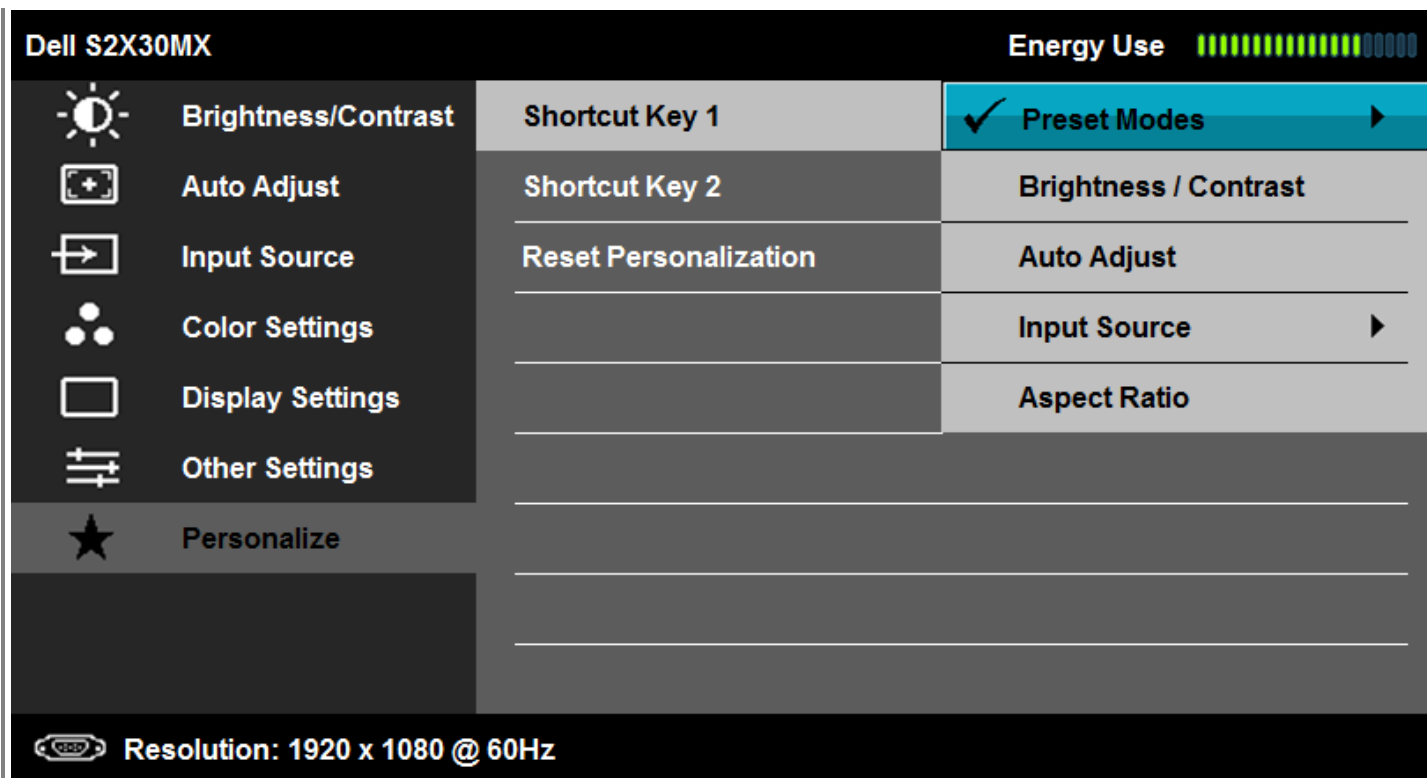 Dell S2X30MX Energy Use
Brightness/Contrast Shortcut Key 1 Preset Modes
Auto Adjust Shortcut Key 2 Brightness / Contrast
Input Source Reset Personalization Auto Adjust
Color Settings Input Source
Display Settings Aspect Ratio
Other Settings
Personalize
Resolution: 1920 x 1080 @ 60Hz